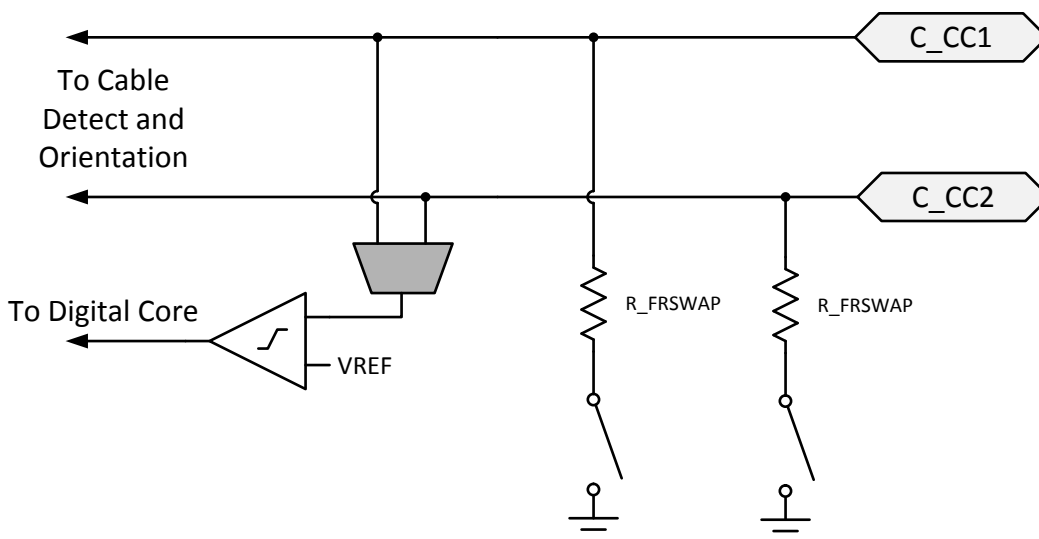 C_CC1
To Cable
Detect and
Orientation
C_CC2
To Digital Core
R_FRSWAP
R_FRSWAP
VREF